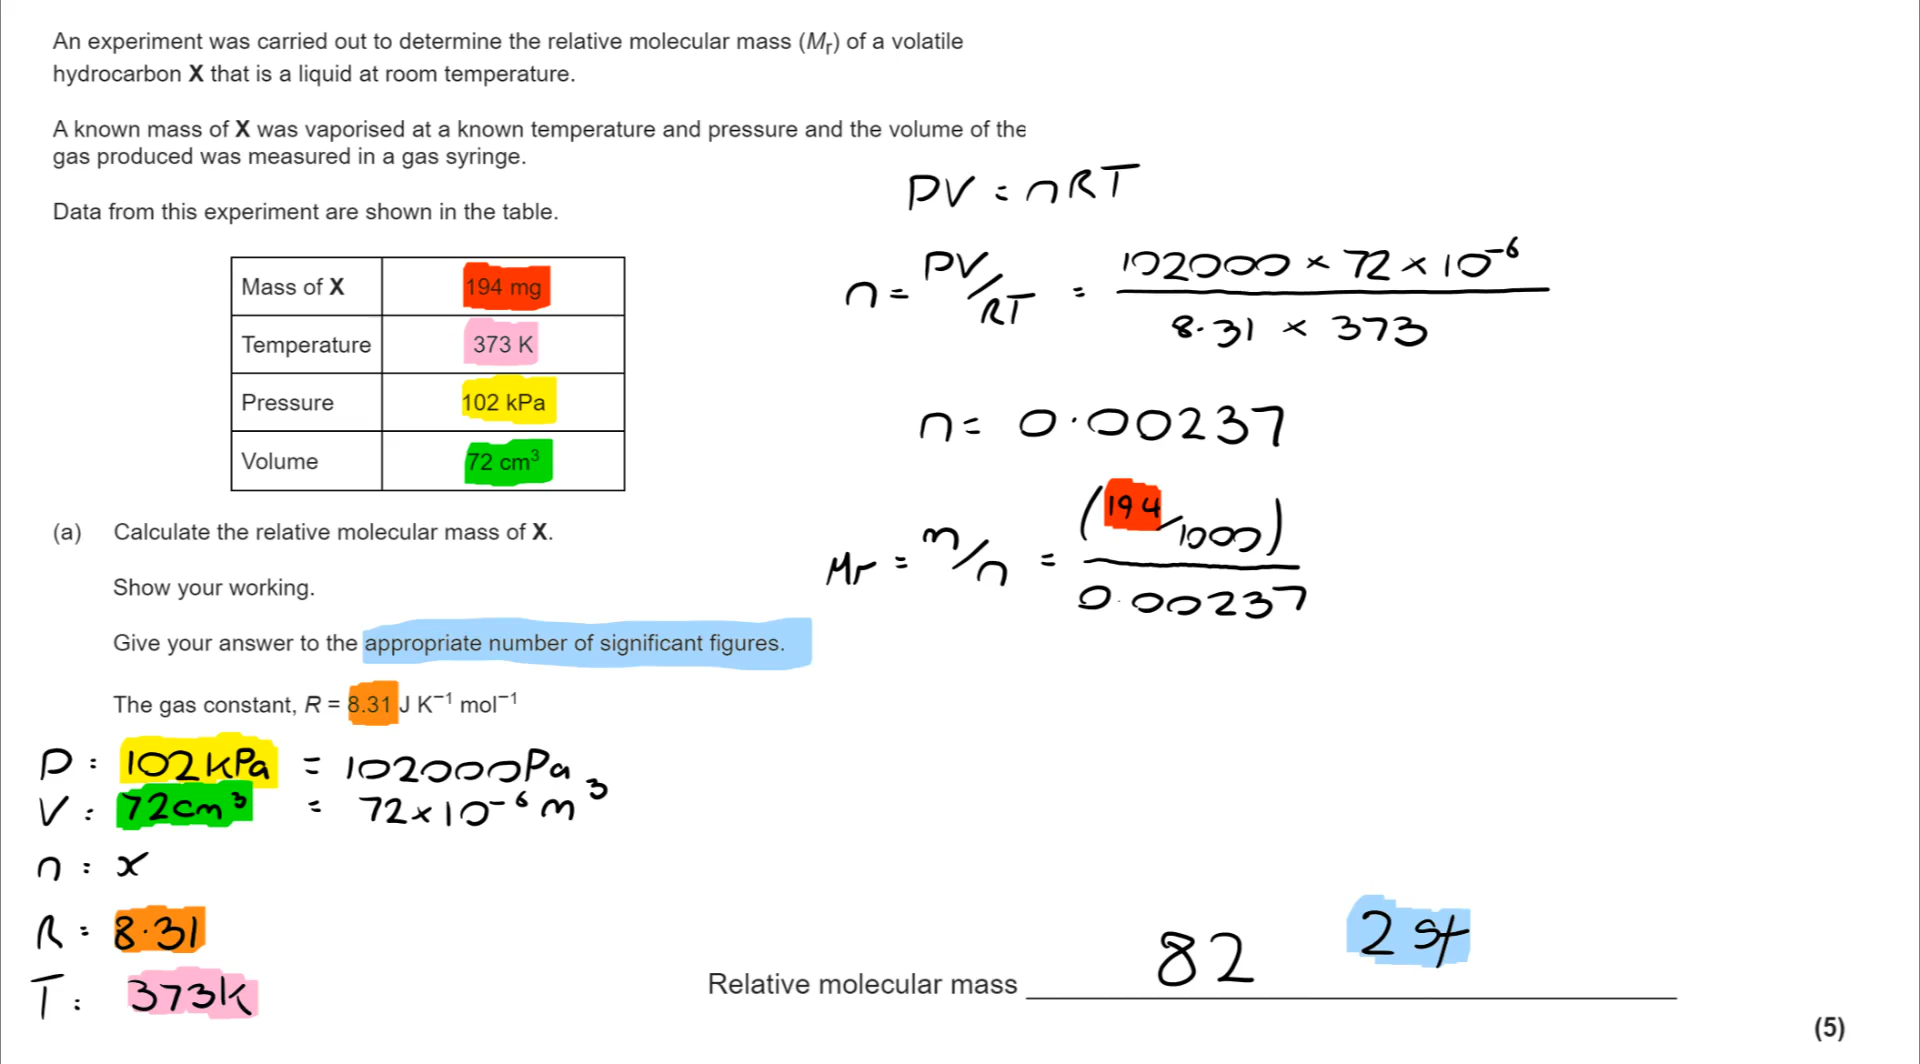 An experiment was carried out to determine the relative molecular mass (Mr) of a volatile
hydrocarbon X that is a liquid at room temperature.
A known mass of X was vaporised at a known temperature and pressure and the volume of the
gas produced was measured in a gas syringe.
Data from this experiment are shown in the table.
Mass of X 194 mg
Temperature 373 K
Pressure 102 kPa
Volume 72 cm³
PV = nRT
n = PV/RT = 102000 × 72 × 10⁻⁶ / 8.31 × 373
n = 0.00237
Mr = m/n = (194/1000) / 0.00237
(a) Calculate the relative molecular mass of X.
Show your working.
Give your answer to the appropriate number of significant figures.
The gas constant, R = 8.31 J K⁻¹ mol⁻¹
P : 102kPa = 102000Pa
V : 72cm³ = 72×10⁻⁶ m³
n : x
R : 8.31
T : 373K
Relative molecular mass 82 2 sf
(5)